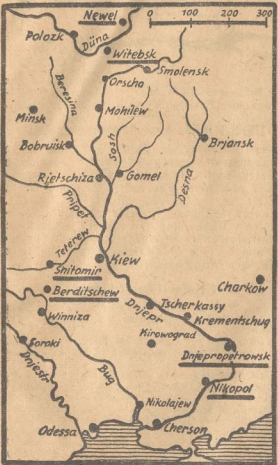 Newel
0 100 200 300
Polozk
Düna
Witebsk
Smolensk
Orscho
Beresina
Minsk
Mohilew
Sosh
Brjansk
Bobruisk
Rjetschiza
Gomel
Desna
Pripet
Teterew
Kiew
Shitomir
Charkow
Berditschew
Tscherkassy
Dnjepr
Krementschug
Winniza
Kirowograd
Soroki
Dnjepropetrowsk
Dnjestr
Bug
Nikopol
Nikolajew
Odessa
Cherson